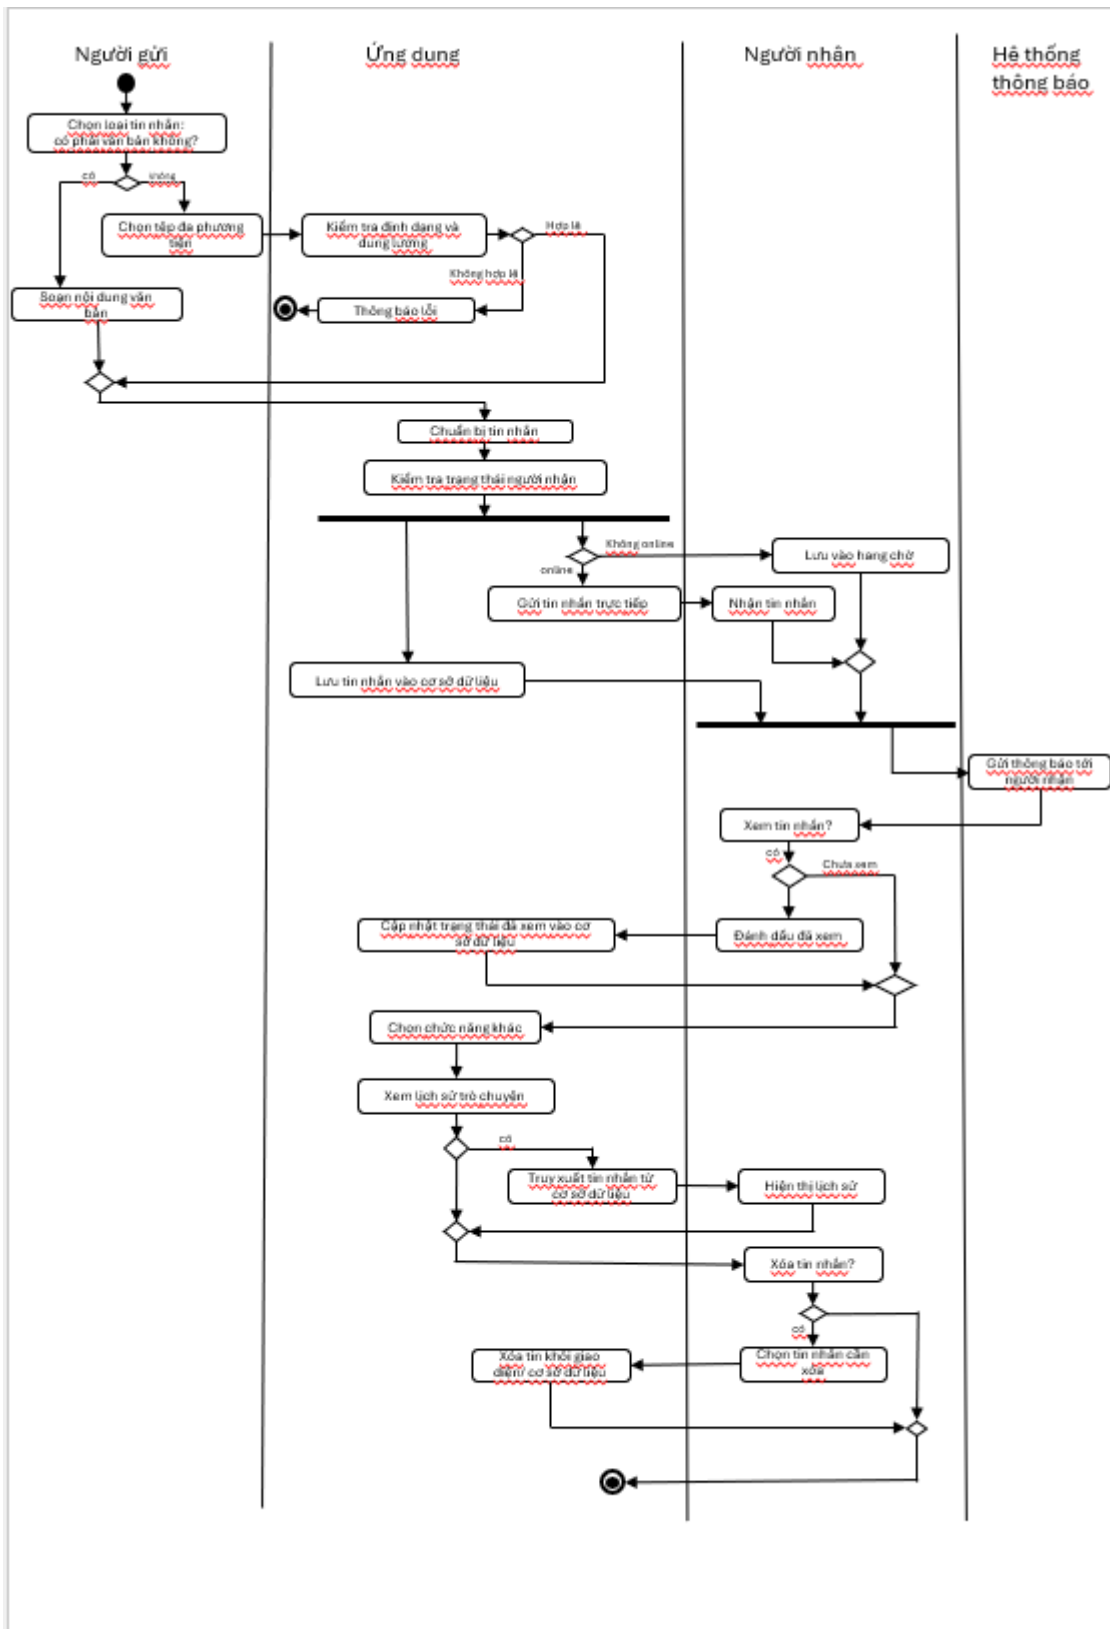 Người gửi
Ứng dung
Người nhân
Hê thống
thông báo
Chọn loại tin nhắn:
có phải văn bản không?
có
không
Chọn tệp đa phương
tiện
Kiểm tra định dạng và
dung lượng
Hợp lệ
Không hợp lệ
Soạn nội dung văn
bản
Thông báo lỗi
Chuẩn bị tin nhắn
Kiểm tra trạng thái người nhận
Không online
Lưu vào hang chờ
online
Gửi tin nhắn trực tiếp
Nhận tin nhắn
Lưu tin nhắn vào cơ sở dữ liệu
Gửi thông báo tới
người nhận
Xem tin nhắn?
có
Chưa xem
Cập nhật trạng thái đã xem vào cơ
sở dữ liệu
Đánh dấu đã xem
Chọn chức năng khác
Xem lịch sử trò chuyện
có
Truy xuất tin nhắn từ
cơ sở dữ liệu
Hiện thị lịch sử
Xóa tin nhắn?
có
Xóa tin khỏi giao
diện/ cơ sở dữ liệu
Chọn tin nhắn cần
xóa